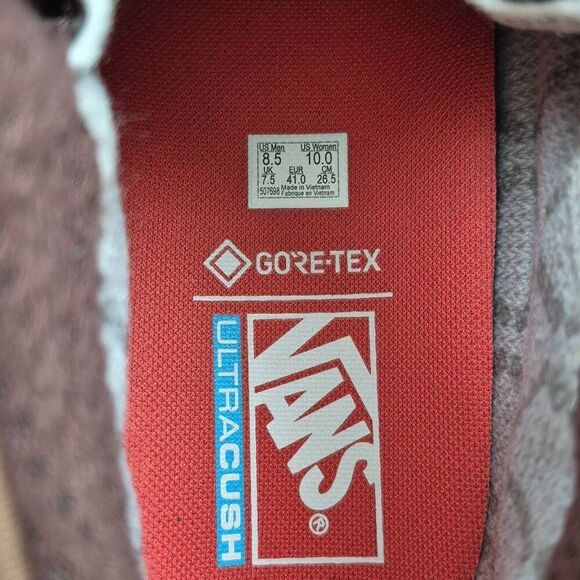 US Men US Women
8.5 10.0
UK EUR CM
7.5 41.0 26.5
507698 Made in Vietnam
Fabriqué en Vietnam
GORE-TEX
ULTRACUSH
VANS ®